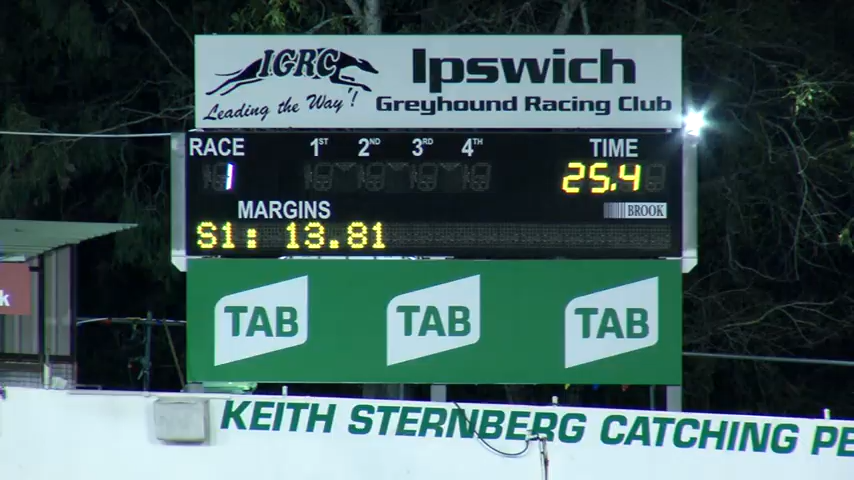 IGRC
Leading the Way!
Ipswich
Greyhound Racing Club
RACE 1ST 2ND 3RD 4TH TIME
1 25.4
MARGINS BROOK
S1: 13.81
TAB TAB TAB
k
KEITH STERNBERG CATCHING PE